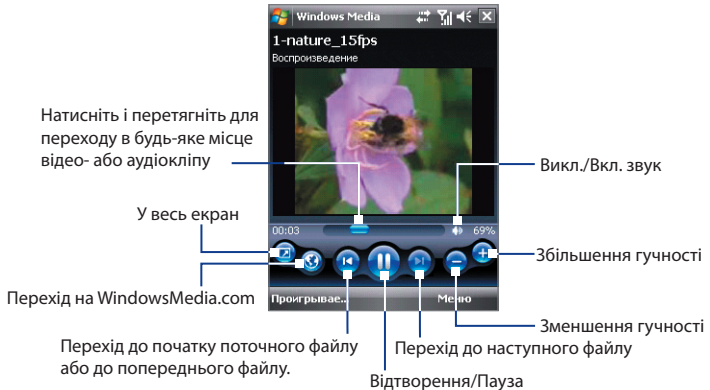 Windows Media
1-nature_15fps
Воспроизведение
Натисніть і перетягніть для
переходу в будь-яке місце
відео- або аудіокліпу
Викл./Вкл. звук
У весь екран
00:03
69%
Збільшення гучності
Перехід на WindowsMedia.com
Проигрывае..
Меню
Зменшення гучності
Перехід до початку поточного файлу
або до попереднього файлу.
Перехід до наступного файлу
Відтворення/Пауза